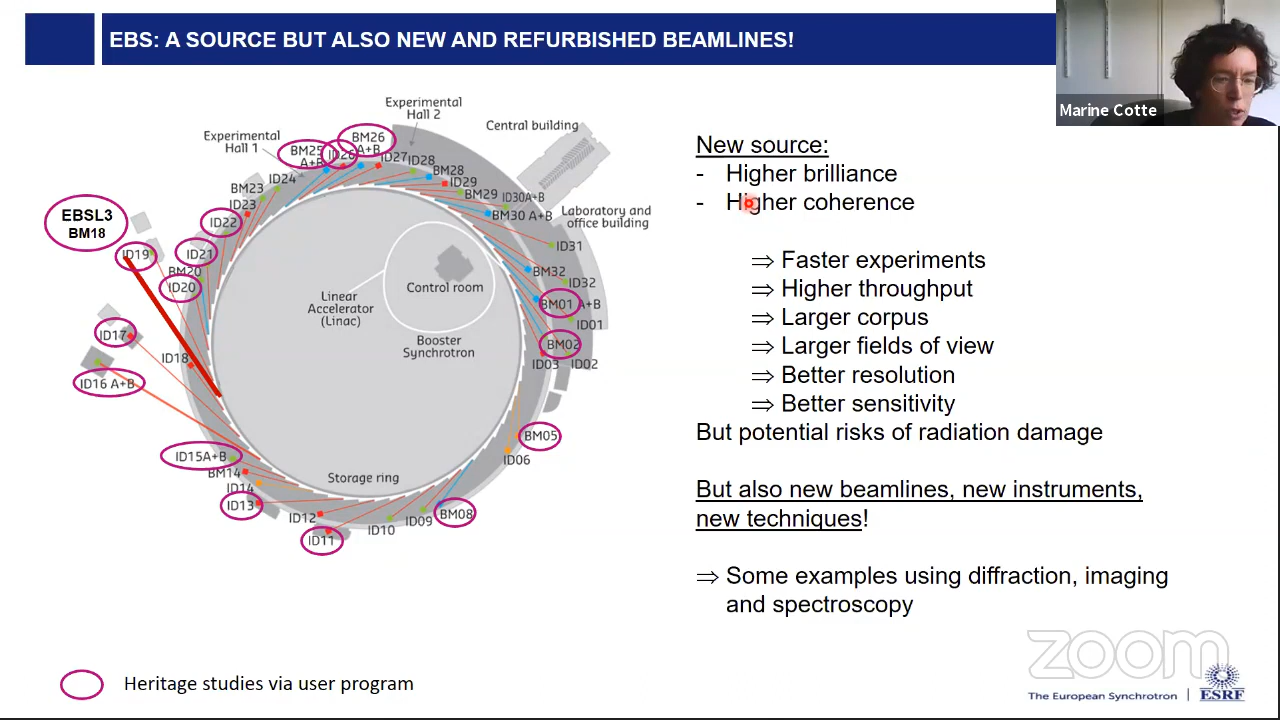 EBS: A SOURCE BUT ALSO NEW AND REFURBISHED BEAMLINES!
Marine Cotte
Experimental
Hall 2
Experimental
Hall 1
Central building
Laboratory and
office building
BM25
A+B
ID26
BM26
A+B
ID27
ID28
BM28
ID29
BM29
ID30A+B
BM30 A+B
ID31
BM32
ID32
BM01 A+B
ID01
BM02
ID03
ID02
BM05
ID06
BM08
ID09
ID10
ID11
ID12
ID13
ID14
BM14
ID15A+B
ID16 A+B
ID17
ID18
ID20
BM20
ID21
ID19
EBSL3
BM18
ID22
ID23
BM23
ID24
Control room
Linear
Accelerator
(Linac)
Booster
Synchrotron
Storage ring
New source:
- Higher brilliance
- Higher coherence
⇒ Faster experiments
⇒ Higher throughput
⇒ Larger corpus
⇒ Larger fields of view
⇒ Better resolution
⇒ Better sensitivity
But potential risks of radiation damage
But also new beamlines, new instruments,
new techniques!
⇒ Some examples using diffraction, imaging
and spectroscopy
Heritage studies via user program
zoom
The European Synchrotron | ESRF